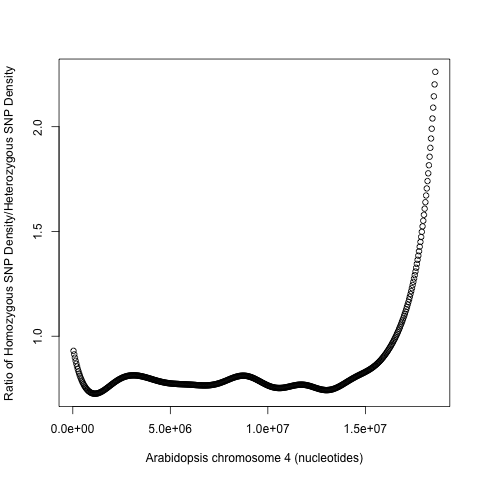 Ratio of Homozygous SNP Density/Heterozygous SNP Density
2.0
1.5
1.0
0.0e+00 5.0e+06 1.0e+07 1.5e+07
Arabidopsis chromosome 4 (nucleotides)